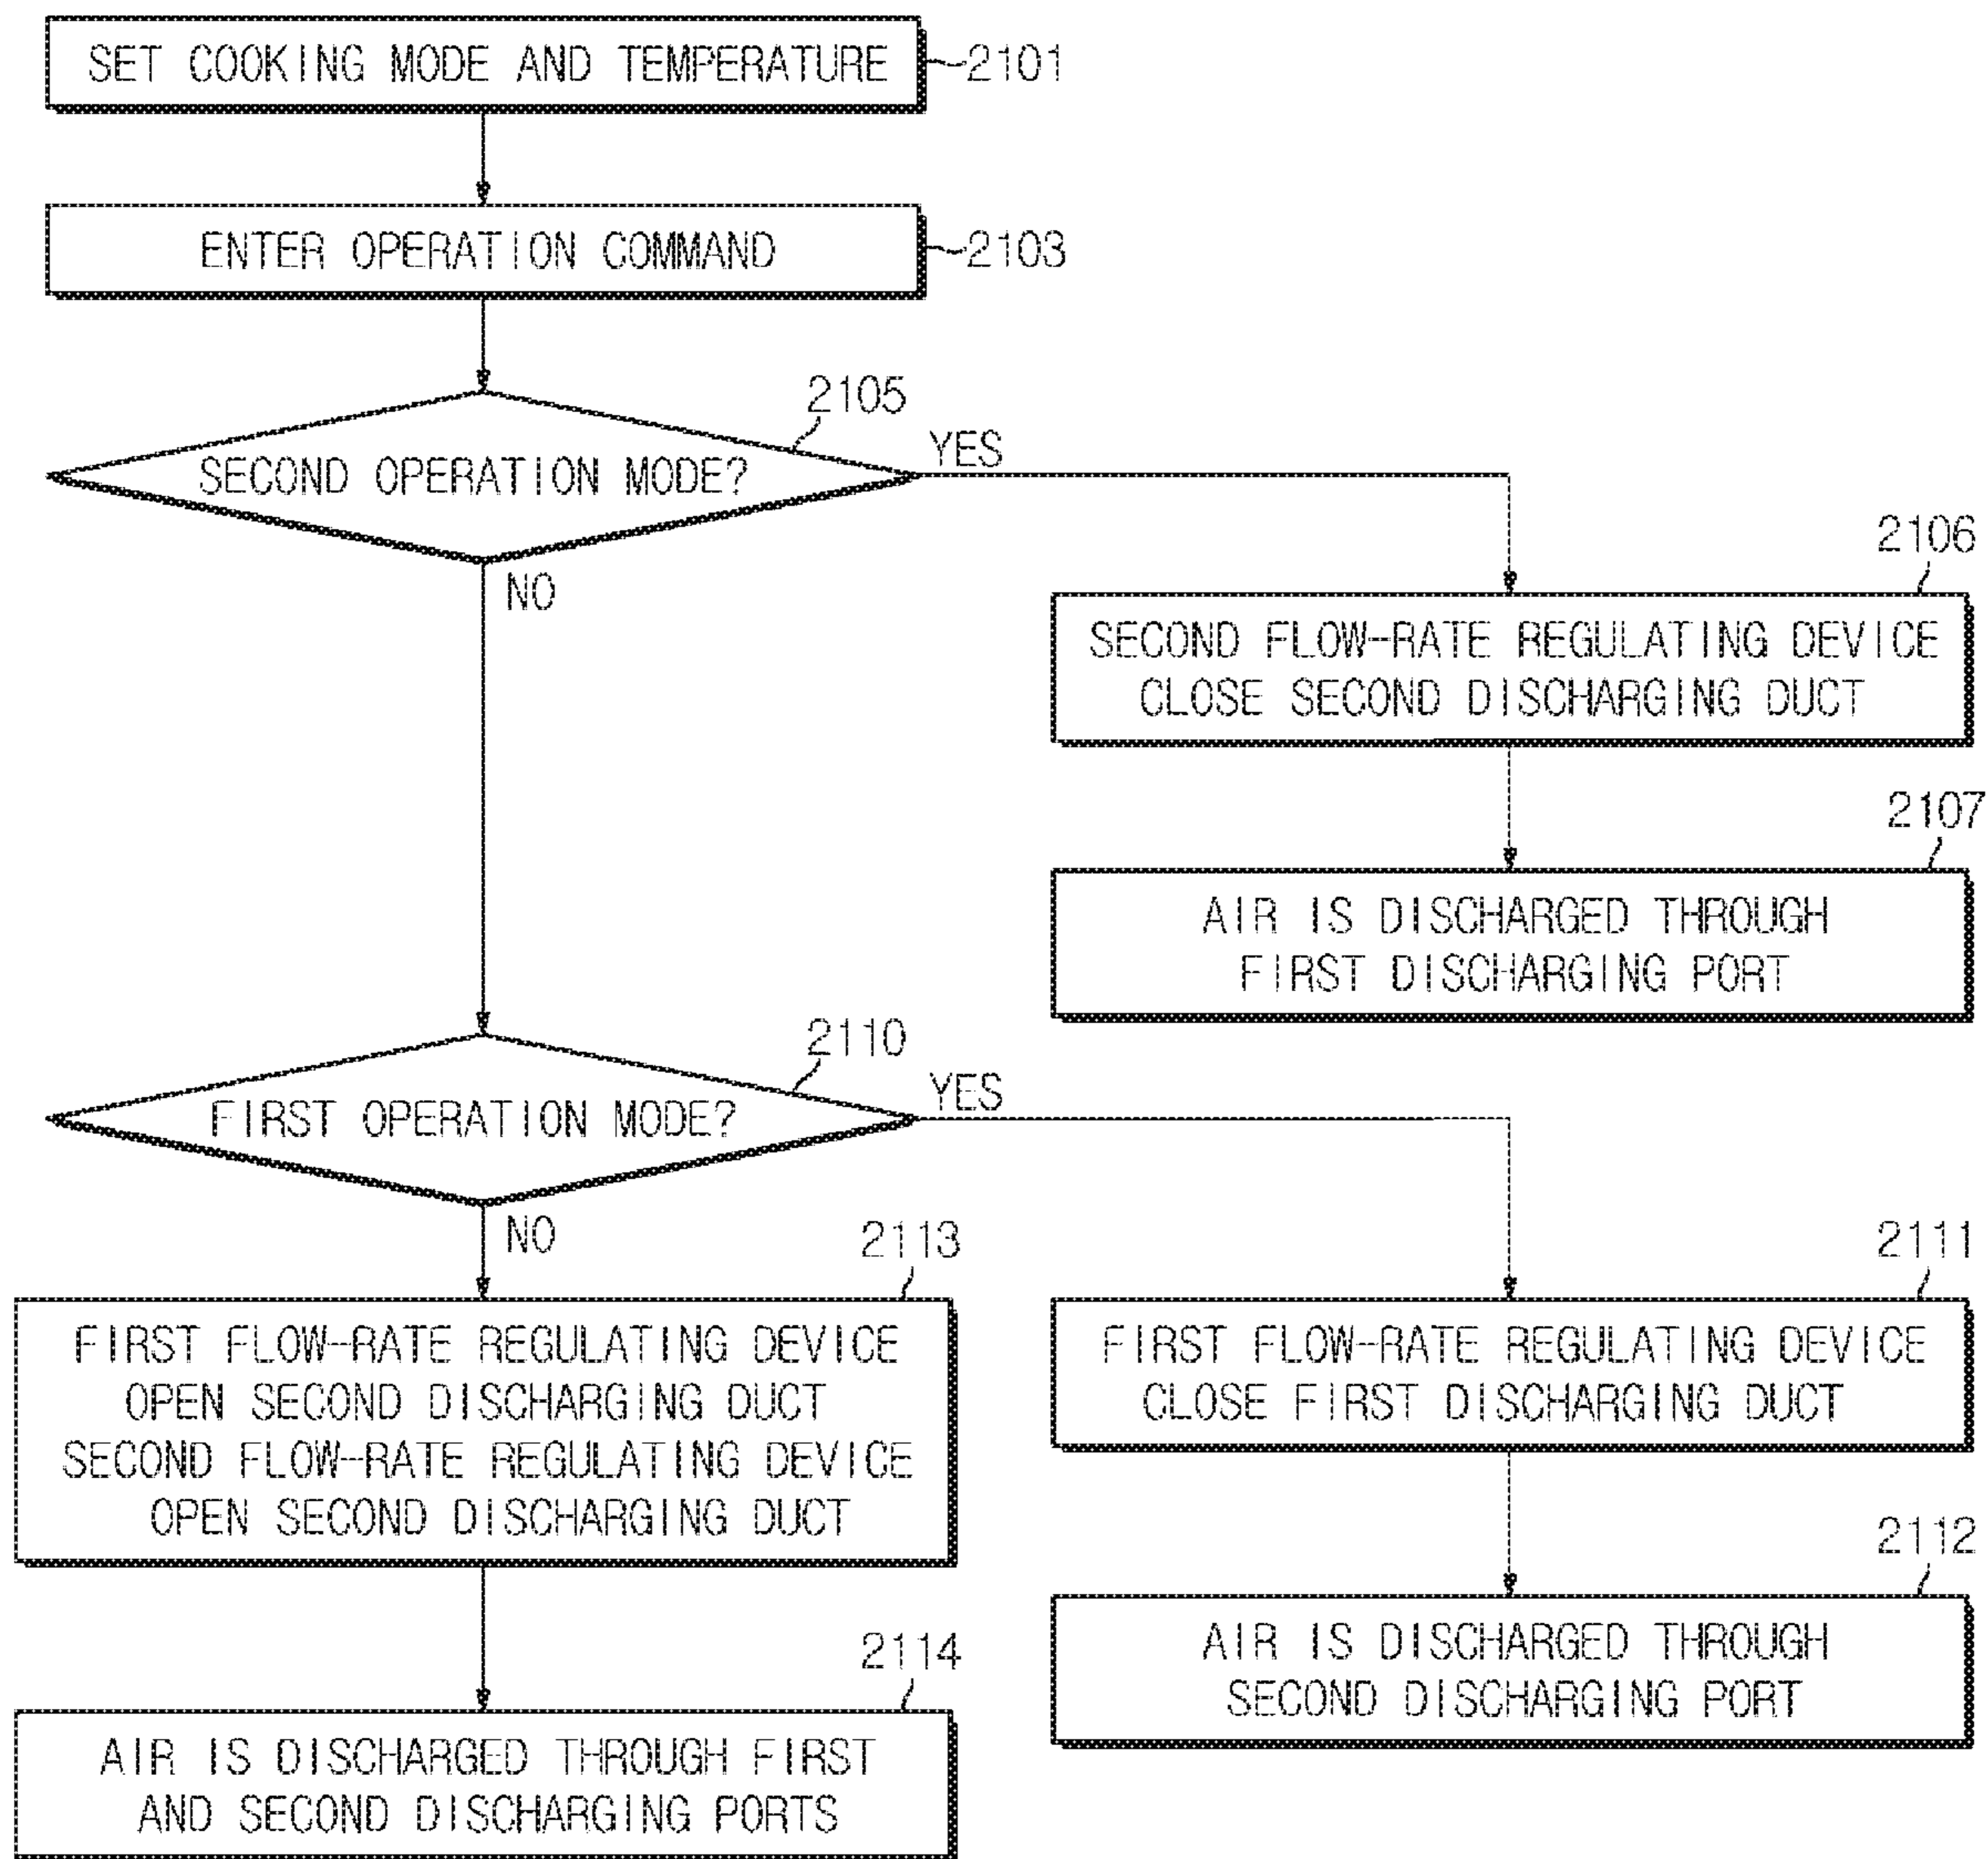 SET COOKING MODE AND TEMPERATURE
2101
ENTER OPERATION COMMAND
2103
2105
SECOND OPERATION MODE?
YES
NO
2106
SECOND FLOW-RATE REGULATING DEVICE
CLOSE SECOND DISCHARGING DUCT
2107
AIR IS DISCHARGED THROUGH
FIRST DISCHARGING PORT
2110
FIRST OPERATION MODE?
YES
NO
2113
FIRST FLOW-RATE REGULATING DEVICE
OPEN SECOND DISCHARGING DUCT
SECOND FLOW-RATE REGULATING DEVICE
OPEN SECOND DISCHARGING DUCT
2111
FIRST FLOW-RATE REGULATING DEVICE
CLOSE FIRST DISCHARGING DUCT
2112
AIR IS DISCHARGED THROUGH
SECOND DISCHARGING PORT
2114
AIR IS DISCHARGED THROUGH FIRST
AND SECOND DISCHARGING PORTS